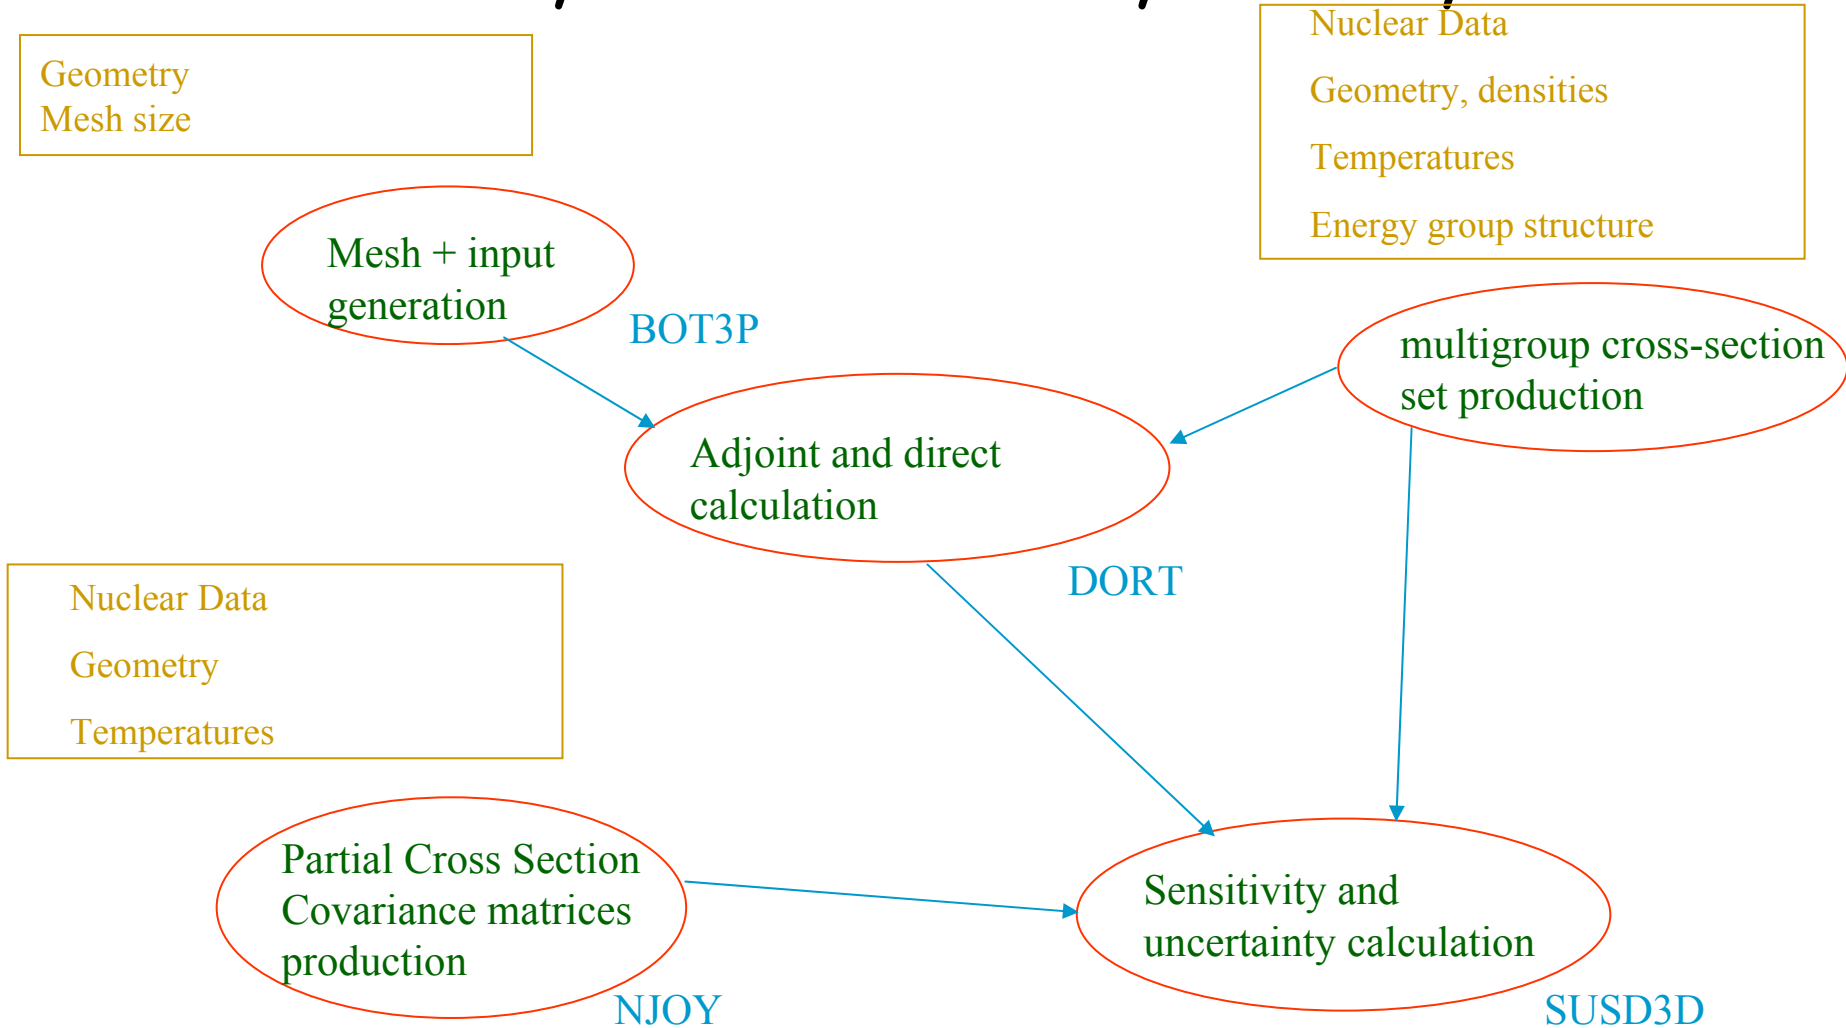 Geometry
Mesh size
Nuclear Data
Geometry, densities
Temperatures
Energy group structure
Mesh + input
generation
BOT3P
multigroup cross-section
set production
Adjoint and direct
calculation
DORT
Nuclear Data
Geometry
Temperatures
Partial Cross Section
Covariance matrices
production
NJOY
Sensitivity and
uncertainty calculation
SUSD3D